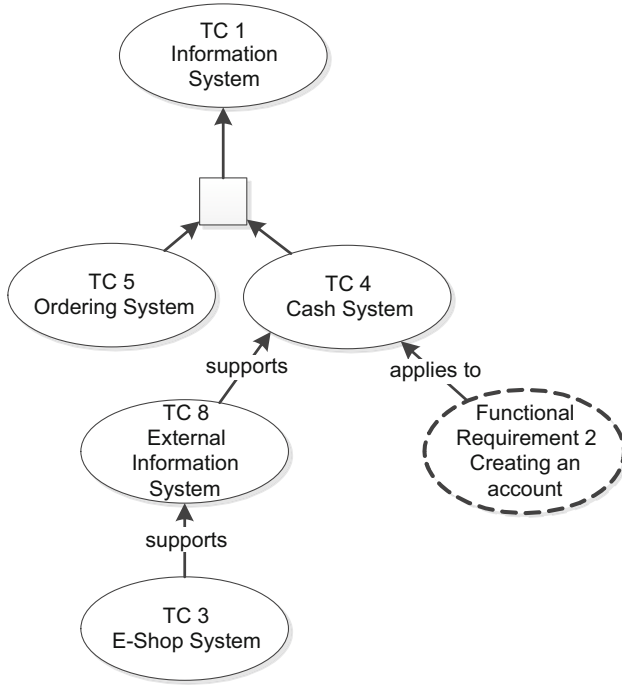 TC 1
Information
System
TC 5
Ordering System
TC 4
Cash System
supports
applies to
TC 8
External
Information
System
Functional
Requirement 2
Creating an
account
supports
TC 3
E-Shop System